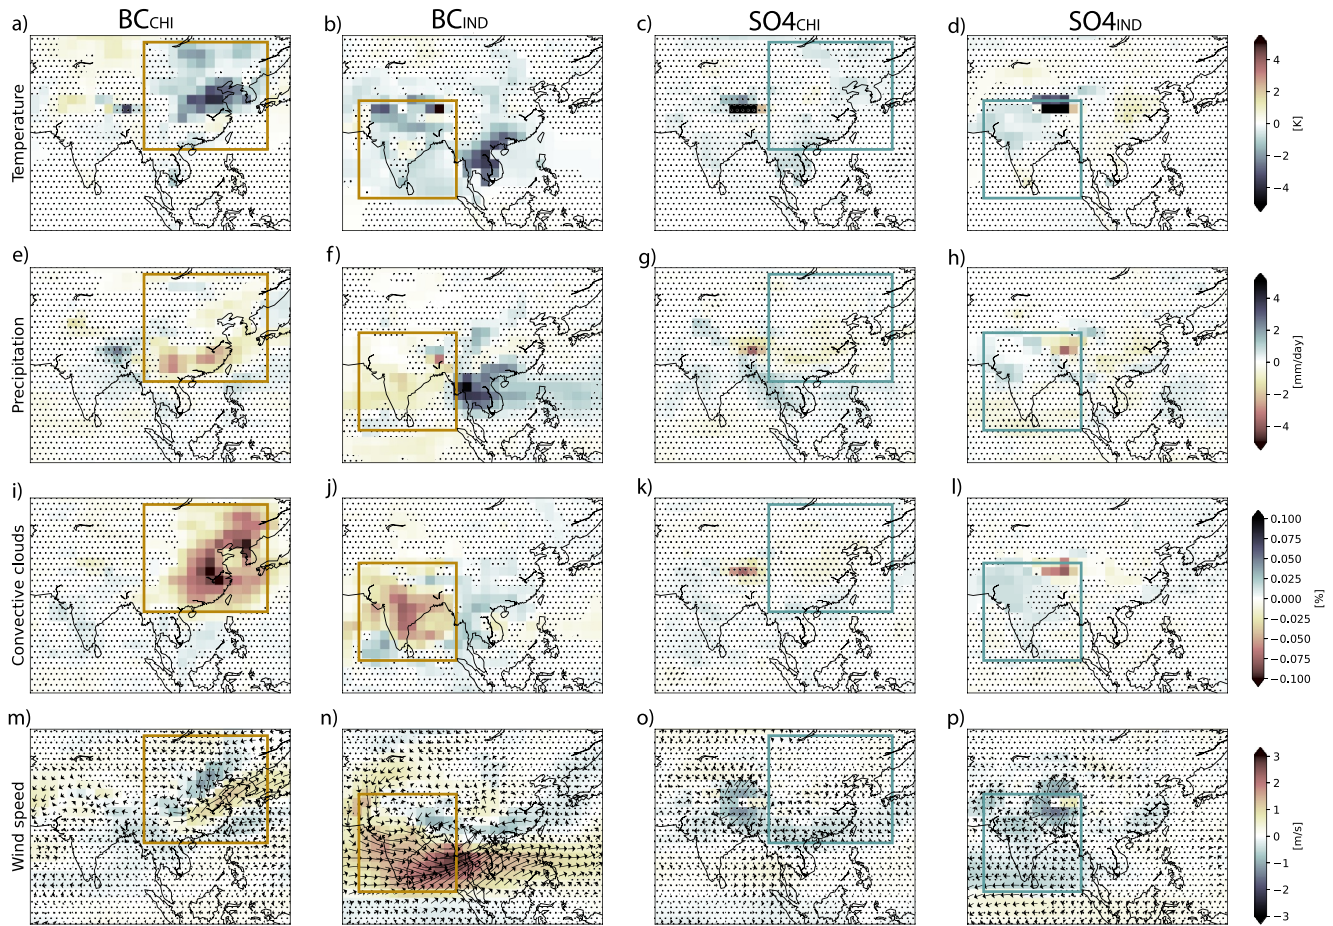 BCCHI
BCIND
SO4CHI
SO4IND
a)
b)
c)
d)
Temperature
4
2
0
−2
−4
[K]
e)
f)
g)
h)
Precipitation
4
2
0
−2
−4
[mm/day]
i)
j)
k)
l)
Convective clouds
0.100
0.075
0.050
0.025
0.000
−0.025
−0.050
−0.075
−0.100
[%]
m)
n)
o)
p)
Wind speed
3
2
1
0
−1
−2
−3
[m/s]